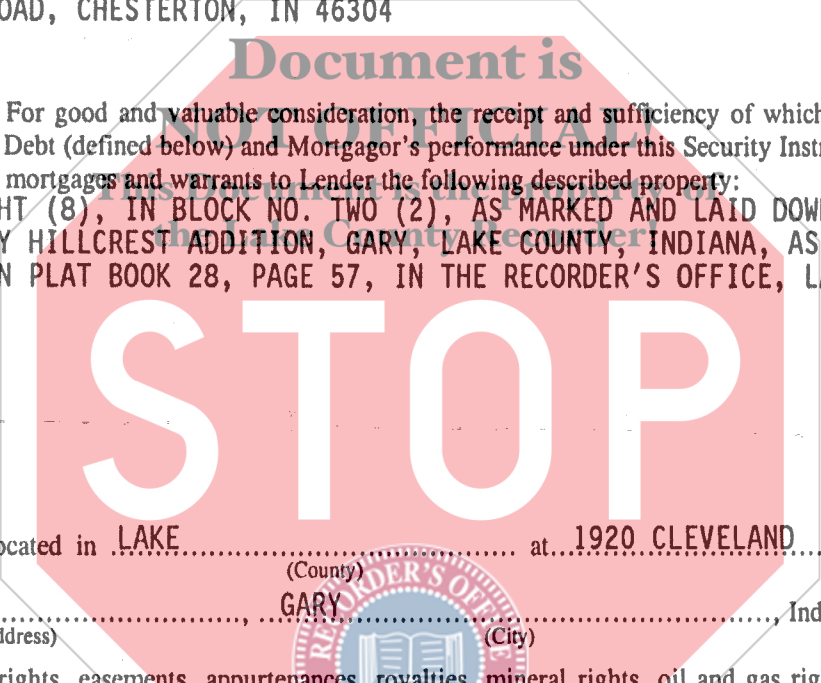 OAD, CHESTERTON, IN 46304
Document is
For good and valuable consideration, the receipt and sufficiency of which
NOT OFFICIAL!
Debt (defined below) and Mortgagor's performance under this Security Inst
mortgages and warrants to Lender the following described property:
This Document is the property of
HT (8), IN BLOCK NO. TWO (2), AS MARKED AND LAID DOW
the Lake County Recorder!
Y HILLCREST ADDITION, GARY, LAKE COUNTY, INDIANA, AS
N PLAT BOOK 28, PAGE 57, IN THE RECORDER'S OFFICE, LA
STOP
ocated in LAKE at 1920 CLEVELAND
(County)
RECORDER'S OFFICE
, GARY , Ind
ddress) (City)
rights, easements, appurtenances, royalties, mineral rights, oil and gas rig